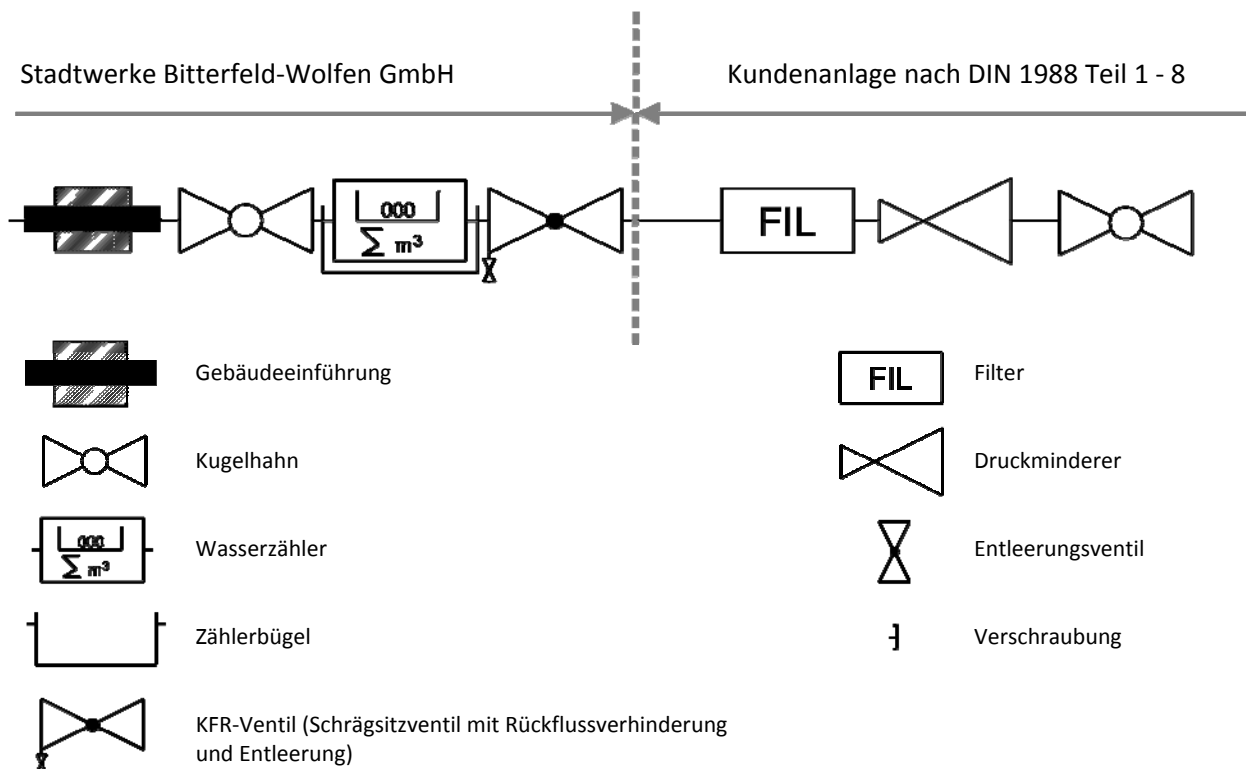 Stadtwerke Bitterfeld-Wolfen GmbH
Kundenanlage nach DIN 1988 Teil 1 - 8
000
∑ m³
FIL
Gebäudeeinführung
FIL
Filter
Kugelhahn
Druckminderer
000
∑ m³
Wasserzähler
Entleerungsventil
Zählerbügel
Verschraubung
KFR-Ventil (Schrägsitzventil mit Rückflussverhinderung
und Entleerung)